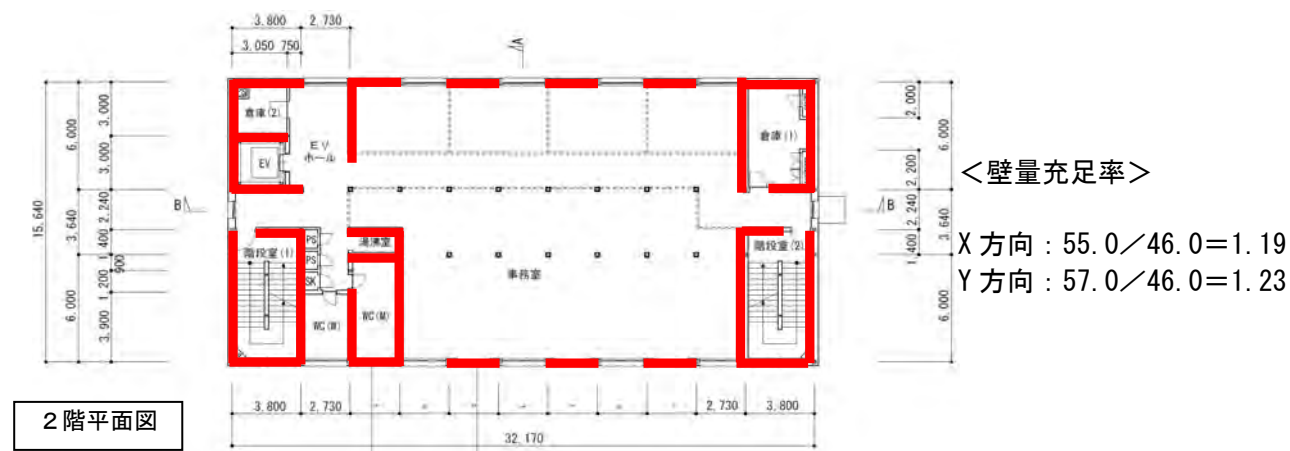 3.800 2.730
3.050 750
A
15.640
6.000
3.640
6.000
3.000
3.000
2.240
1.400
900
1.200
3.900
倉庫(2)
EV
EV
ホール
倉庫(1)
B
B
階段室(1)
PS
PS
SK
湯沸室
WC(W)
WC(M)
事務室
階段室(2)
2.000
2.200
2.240
1.400
6.000
3.640
6.000
<壁量充足率>
X方向:55.0/46.0=1.19
Y方向:57.0/46.0=1.23
3.800 2.730
2.730 3.800
32.170
2階平面図